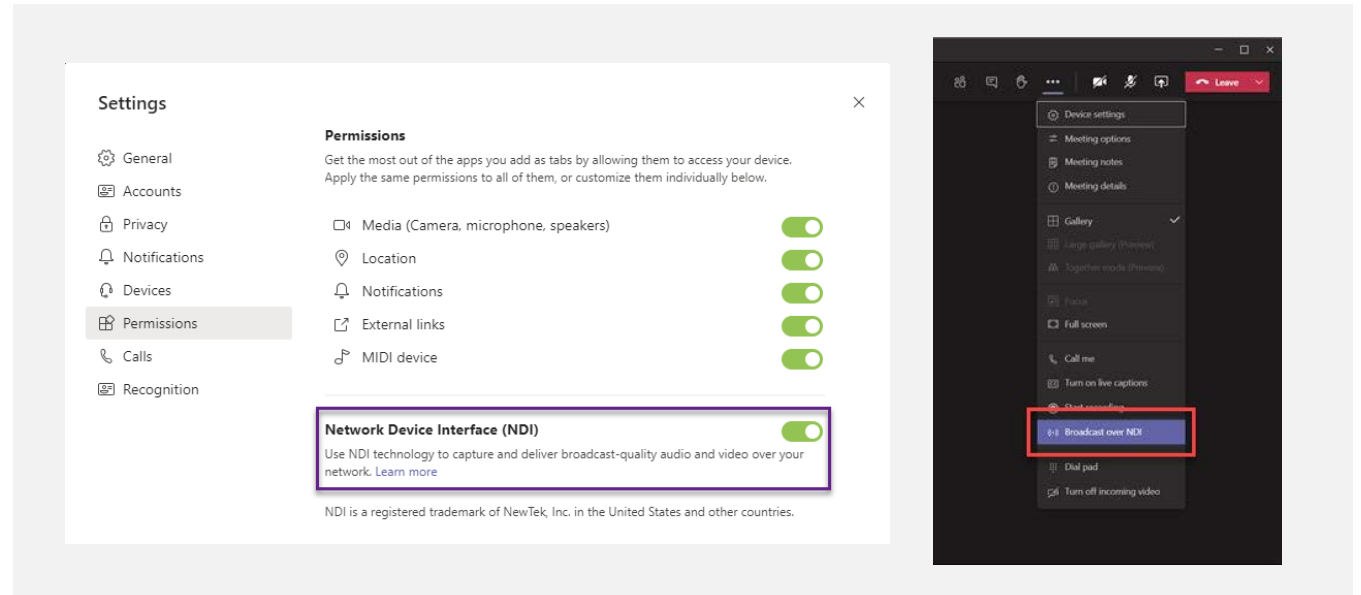 Settings
General
Accounts
Privacy
Notifications
Devices
Permissions
Calls
Recognition
Permissions
Get the most out of the apps you add as tabs by allowing them to access your device.
Apply the same permissions to all of them, or customize them individually below.
Media (Camera, microphone, speakers)
Location
Notifications
External links
MIDI device
Network Device Interface (NDI)
Use NDI technology to capture and deliver broadcast-quality audio and video over your
network. Learn more
NDI is a registered trademark of NewTek, Inc. in the United States and other countries.
Leave
Device settings
Meeting options
Meeting notes
Meeting details
Gallery
Large gallery (Preview)
Together mode (Preview)
Focus
Full screen
Call me
Turn on live captions
Start recording
Broadcast over NDI
Dial pad
Turn off incoming video